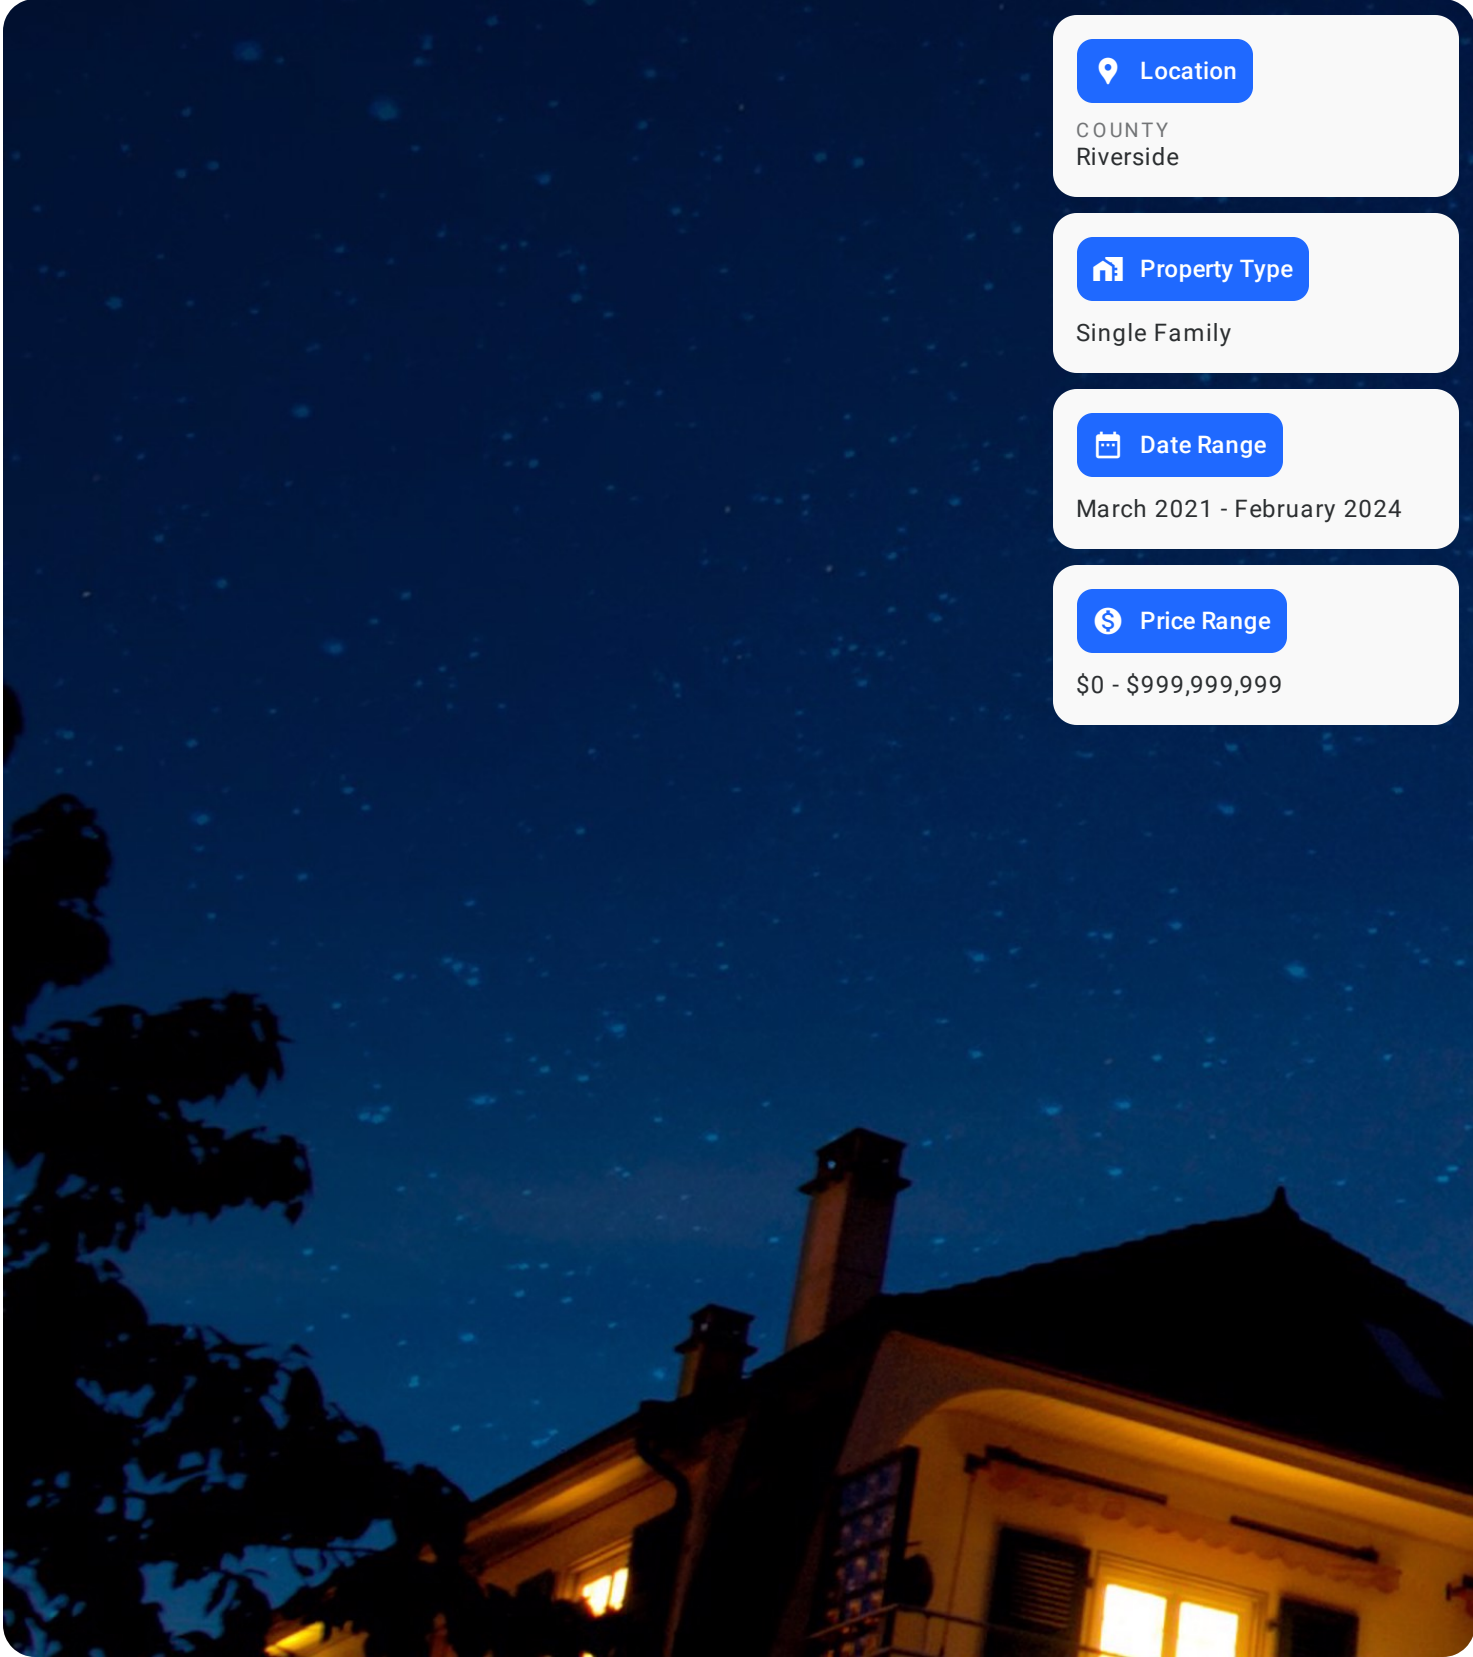 Location
COUNTY
Riverside
Property Type
Single Family
Date Range
March 2021 - February 2024
Price Range
$0 - $999,999,999